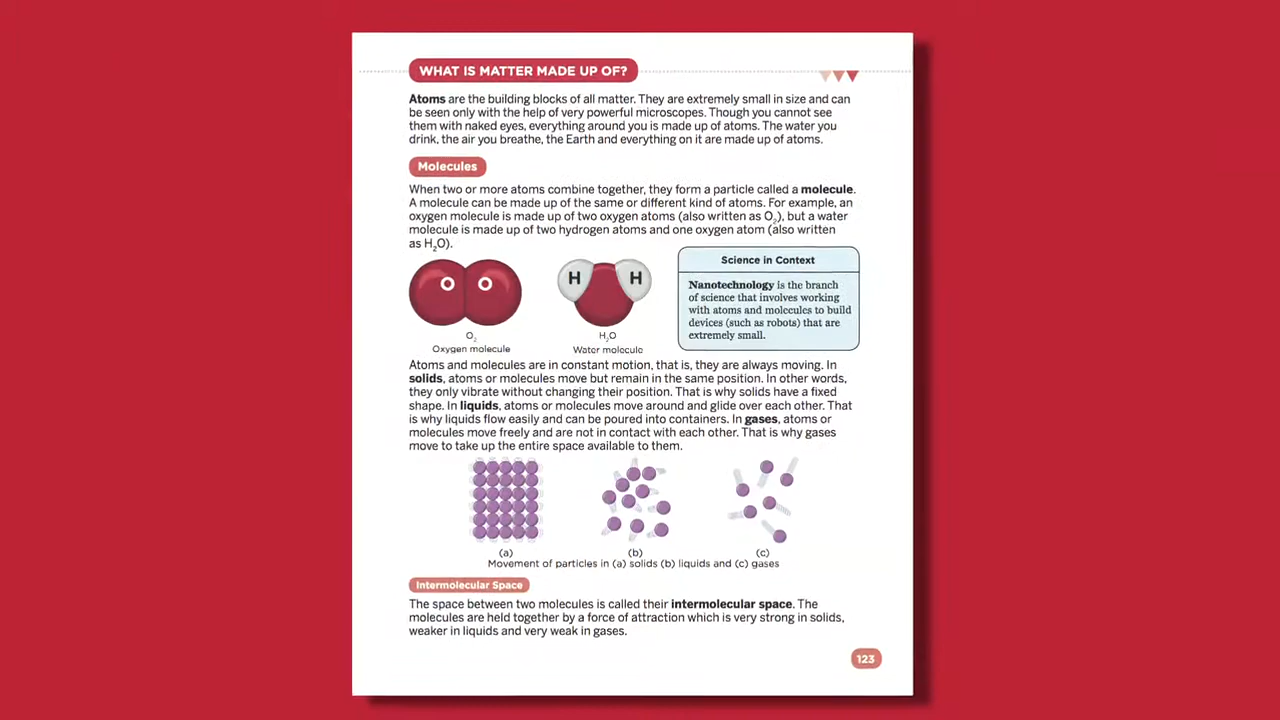 WHAT IS MATTER MADE UP OF?
Atoms are the building blocks of all matter. They are extremely small in size and can
be seen only with the help of very powerful microscopes. Though you cannot see
them with naked eyes, everything around you is made up of atoms. The water you
drink, the air you breathe, the Earth and everything on it are made up of atoms.
Molecules
When two or more atoms combine together, they form a particle called a molecule.
A molecule can be made up of the same or different kind of atoms. For example, an
oxygen molecule is made up of two oxygen atoms (also written as O₂), but a water
molecule is made up of two hydrogen atoms and one oxygen atom (also written
as H₂O).
O O
O₂
Oxygen molecule
H H
H₂O
Water molecule
Science in Context
Nanotechnology is the branch
of science that involves working
with atoms and molecules to build
devices (such as robots) that are
extremely small.
Atoms and molecules are in constant motion, that is, they are always moving. In
solids, atoms or molecules move but remain in the same position. In other words,
they only vibrate without changing their position. That is why solids have a fixed
shape. In liquids, atoms or molecules move around and glide over each other. That
is why liquids flow easily and can be poured into containers. In gases, atoms or
molecules move freely and are not in contact with each other. That is why gases
move to take up the entire space available to them.
(a) (b) (c)
Movement of particles in (a) solids (b) liquids and (c) gases
Intermolecular Space
The space between two molecules is called their intermolecular space. The
molecules are held together by a force of attraction which is very strong in solids,
weaker in liquids and very weak in gases.
123